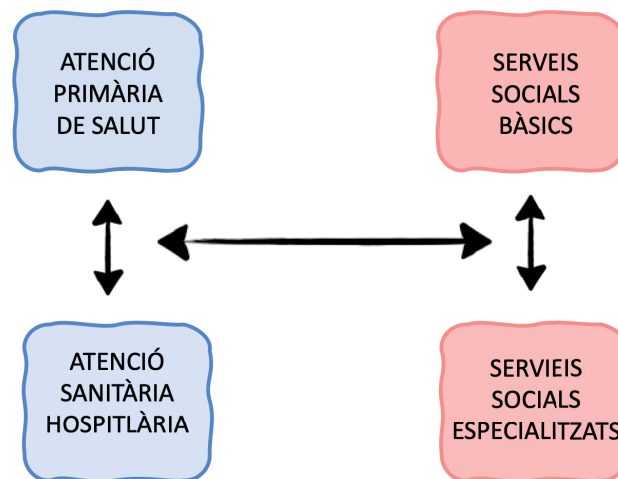 ATENCIÓ
PRIMÀRIA
DE SALUT
SERVEIS
SOCIALS
BÀSICS
ATENCIÓ
SANITÀRIA
HOSPITLÀRIA
SERVIEIS
SOCIALS
ESPECIALITZATS